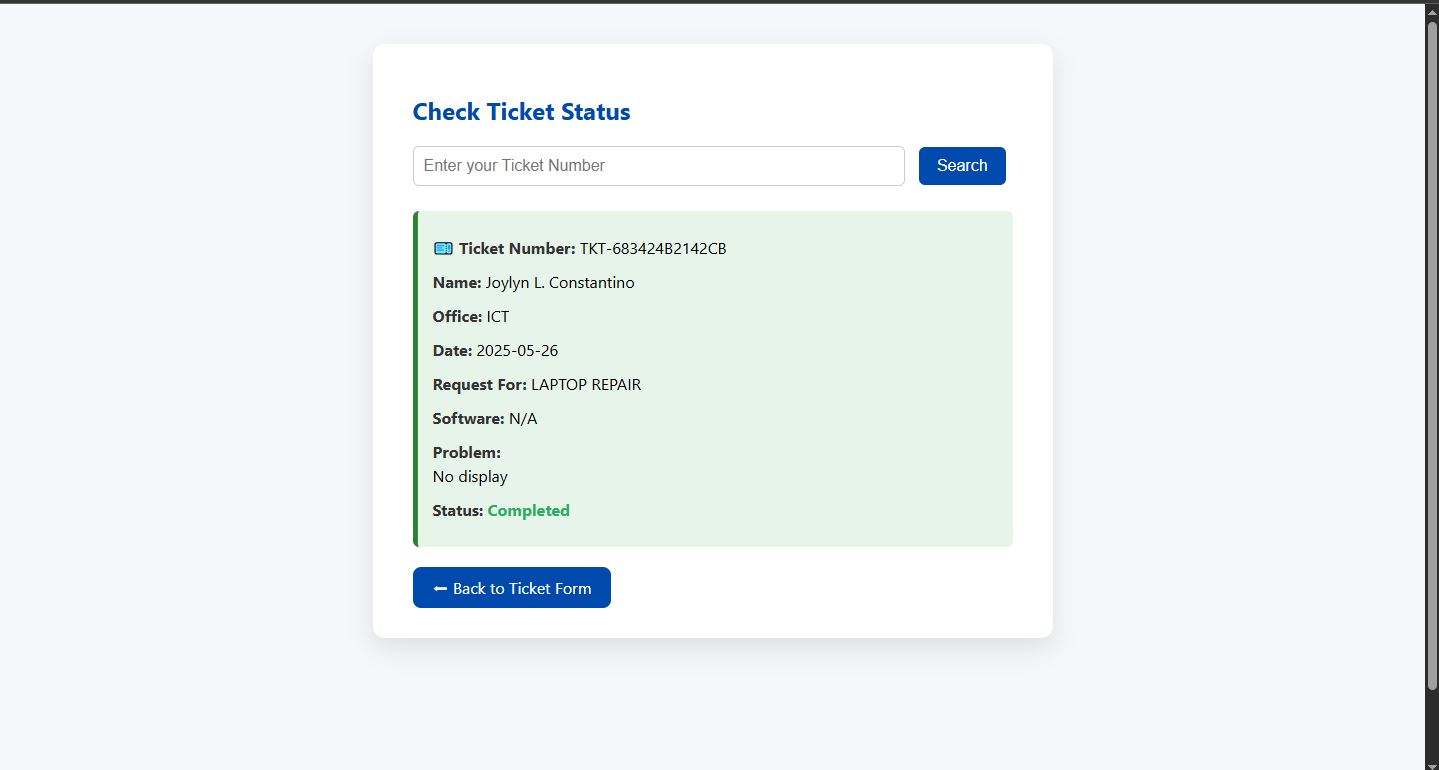 Check Ticket Status
Enter your Ticket Number
Search
🎫 Ticket Number: TKT-683424B2142CB
Name: Joylyn L. Constantino
Office: ICT
Date: 2025-05-26
Request For: LAPTOP REPAIR
Software: N/A
Problem:
No display
Status: Completed
⬅ Back to Ticket Form